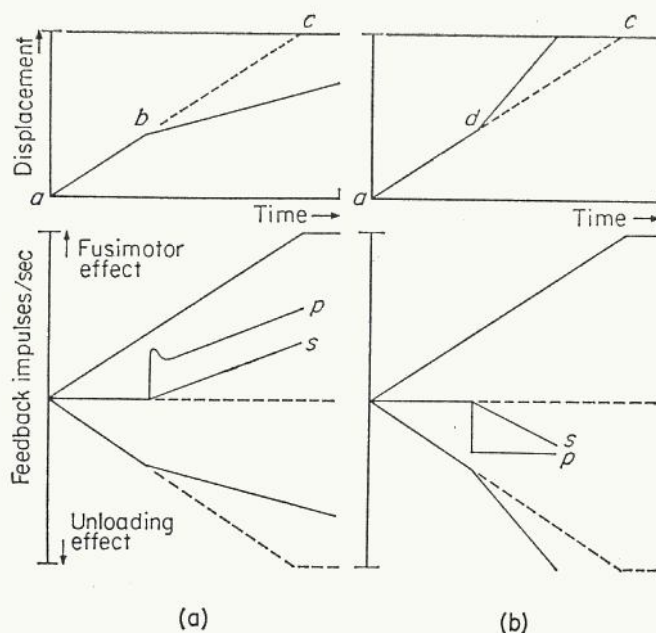 c
c
Displacement
b
d
a
a
Time
Time
Fusimotor
effect
Feedback impulses/sec
p
s
s
p
Unloading
effect
(a)
(b)